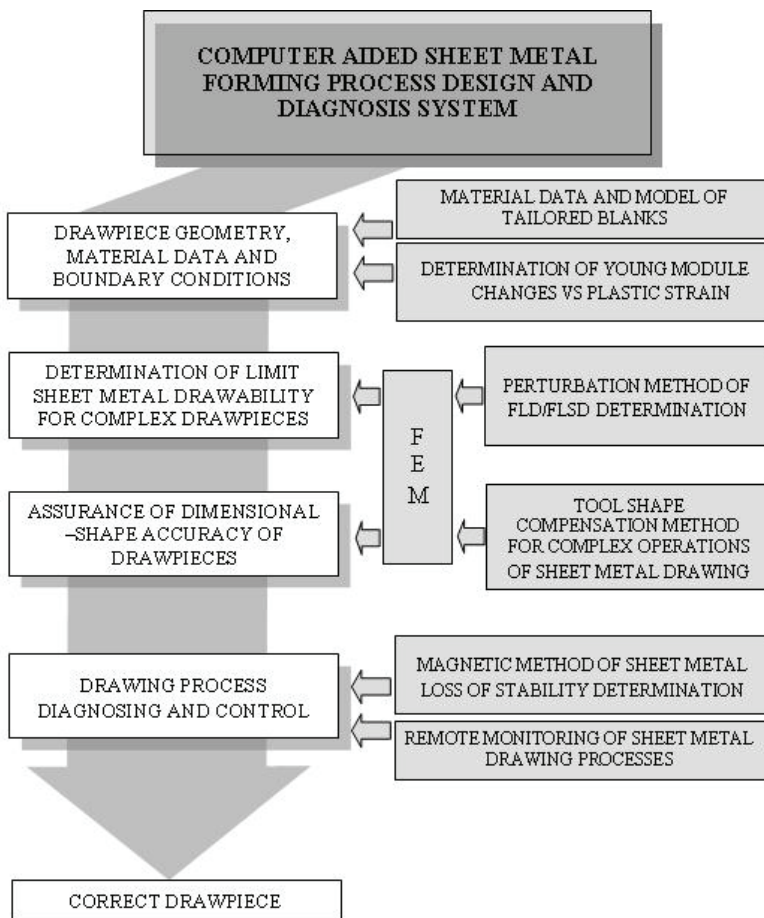 COMPUTER AIDED SHEET METAL
FORMING PROCESS DESIGN AND
DIAGNOSIS SYSTEM
DRAWPIECE GEOMETRY,
MATERIAL DATA AND
BOUNDARY CONDITIONS
MATERIAL DATA AND MODEL OF
TAILORED BLANKS
DETERMINATION OF YOUNG MODULE
CHANGES VS PLASTIC STRAIN
DETERMINATION OF LIMIT
SHEET METAL DRAWABILITY
FOR COMPLEX DRAWPIECES
F
E
M
PERTURBATION METHOD OF
FLD/FLSD DETERMINATION
ASSURANCE OF DIMENSIONAL
–SHAPE ACCURACY OF
DRAWPIECES
TOOL SHAPE
COMPENSATION METHOD
FOR COMPLEX OPERATIONS
OF SHEET METAL DRAWING
DRAWING PROCESS
DIAGNOSING AND CONTROL
MAGNETIC METHOD OF SHEET METAL
LOSS OF STABILITY DETERMINATION
REMOTE MONITORING OF SHEET METAL
DRAWING PROCESSES
CORRECT DRAWPIECE